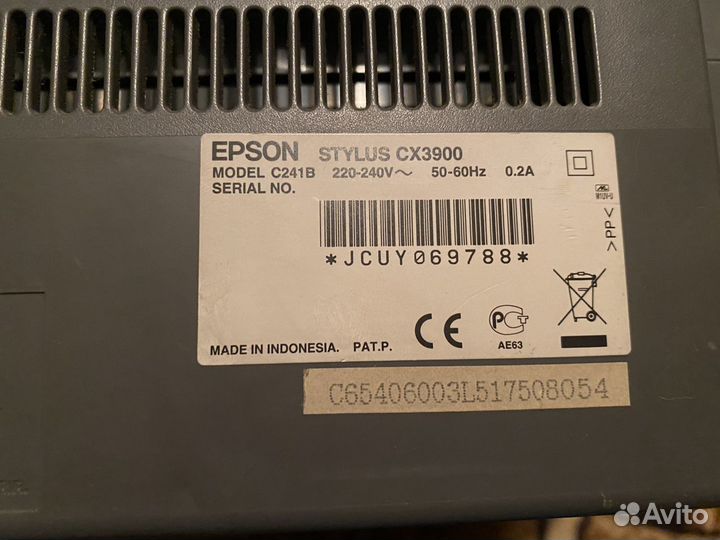 EPSON STYLUS CX3900
MODEL C241B 220-240V~ 50-60Hz 0.2A
SERIAL NO.
>PP<
*JCUY069788*
CE
PCT
AE63
MADE IN INDONESIA. PAT.P.
C65406003L517508054
Avito